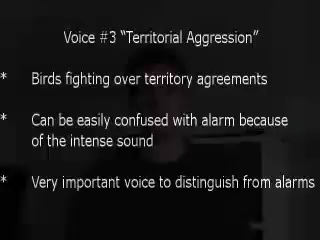 Voice #3 “Territorial Aggression”
* Birds fighting over territory agreements
* Can be easily confused with alarm because
of the intense sound
* Very important voice to distinguish from alarms